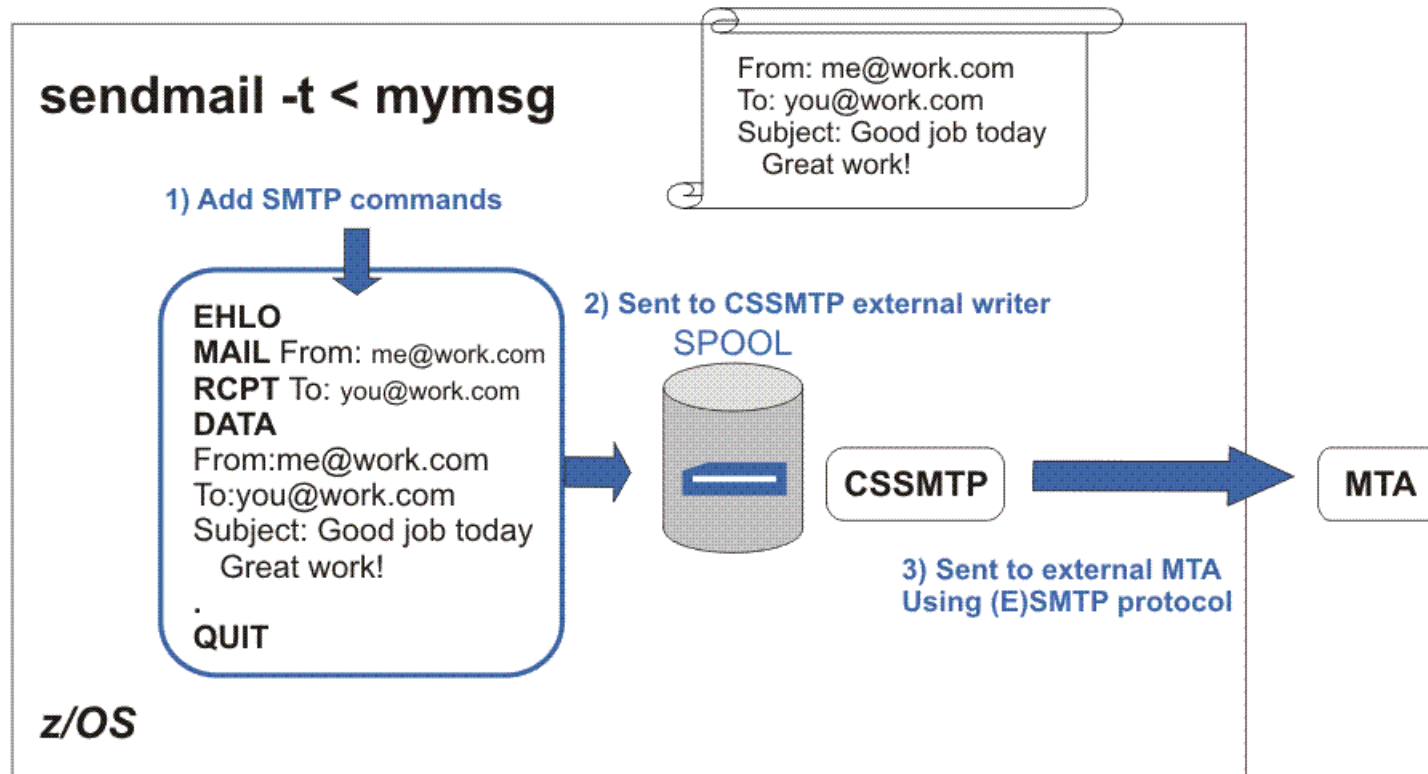 sendmail -t < mymsg
From: me@work.com
To: you@work.com
Subject: Good job today
Great work!
1) Add SMTP commands
EHLO
MAIL From: me@work.com
RCPT To: you@work.com
DATA
From:me@work.com
To:you@work.com
Subject: Good job today
Great work!
.
QUIT
2) Sent to CSSMTP external writer
SPOOL
CSSMTP
MTA
3) Sent to external MTA
Using (E)SMTP protocol
z/OS